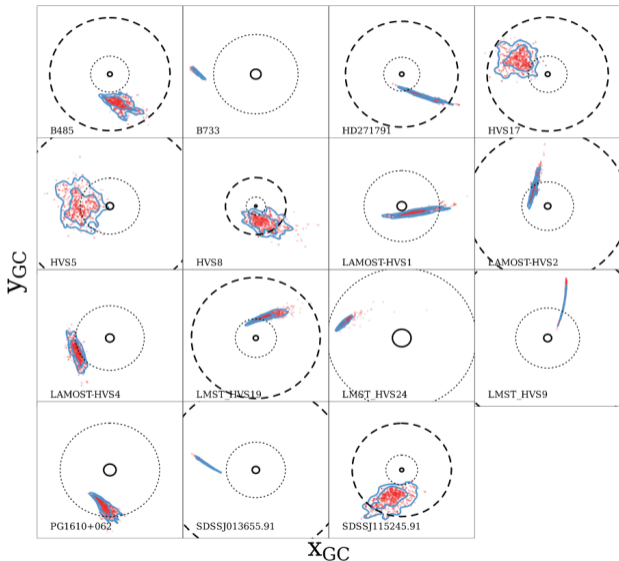 B485
B733
HD271791
HVS17
HVS5
HVS8
LAMOST-HVS1
LAMOST-HVS2
LAMOST-HVS4
LMST_HVS19
LMST_HVS24
LMST_HVS9
PG1610+062
SDSSJ013655.91
SDSSJ115245.91
yGC
xGC